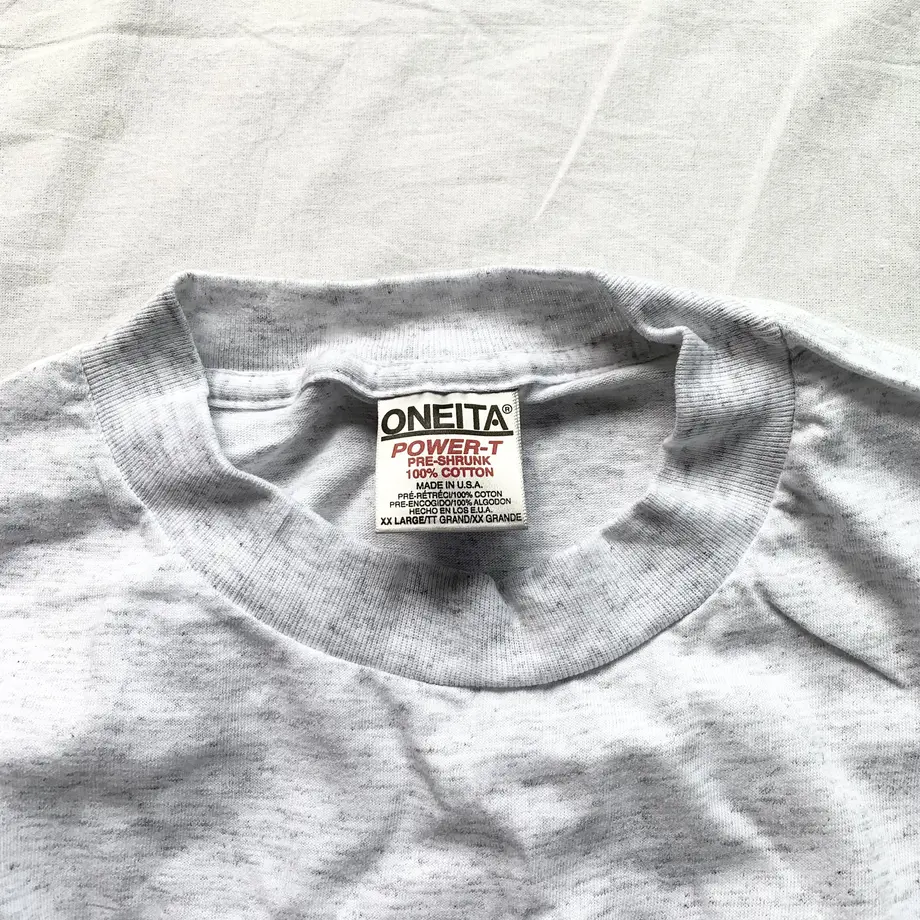 ONEITA®
POWER-T
PRE-SHRUNK
100% COTTON
MADE IN U.S.A.
PRÉ-RÉTRÉCI/100% COTON
PRE-ENCOGIDO/100% ALGODON
HECHO EN LOS E.U.A.
XX LARGE/TT GRAND/XX GRANDE